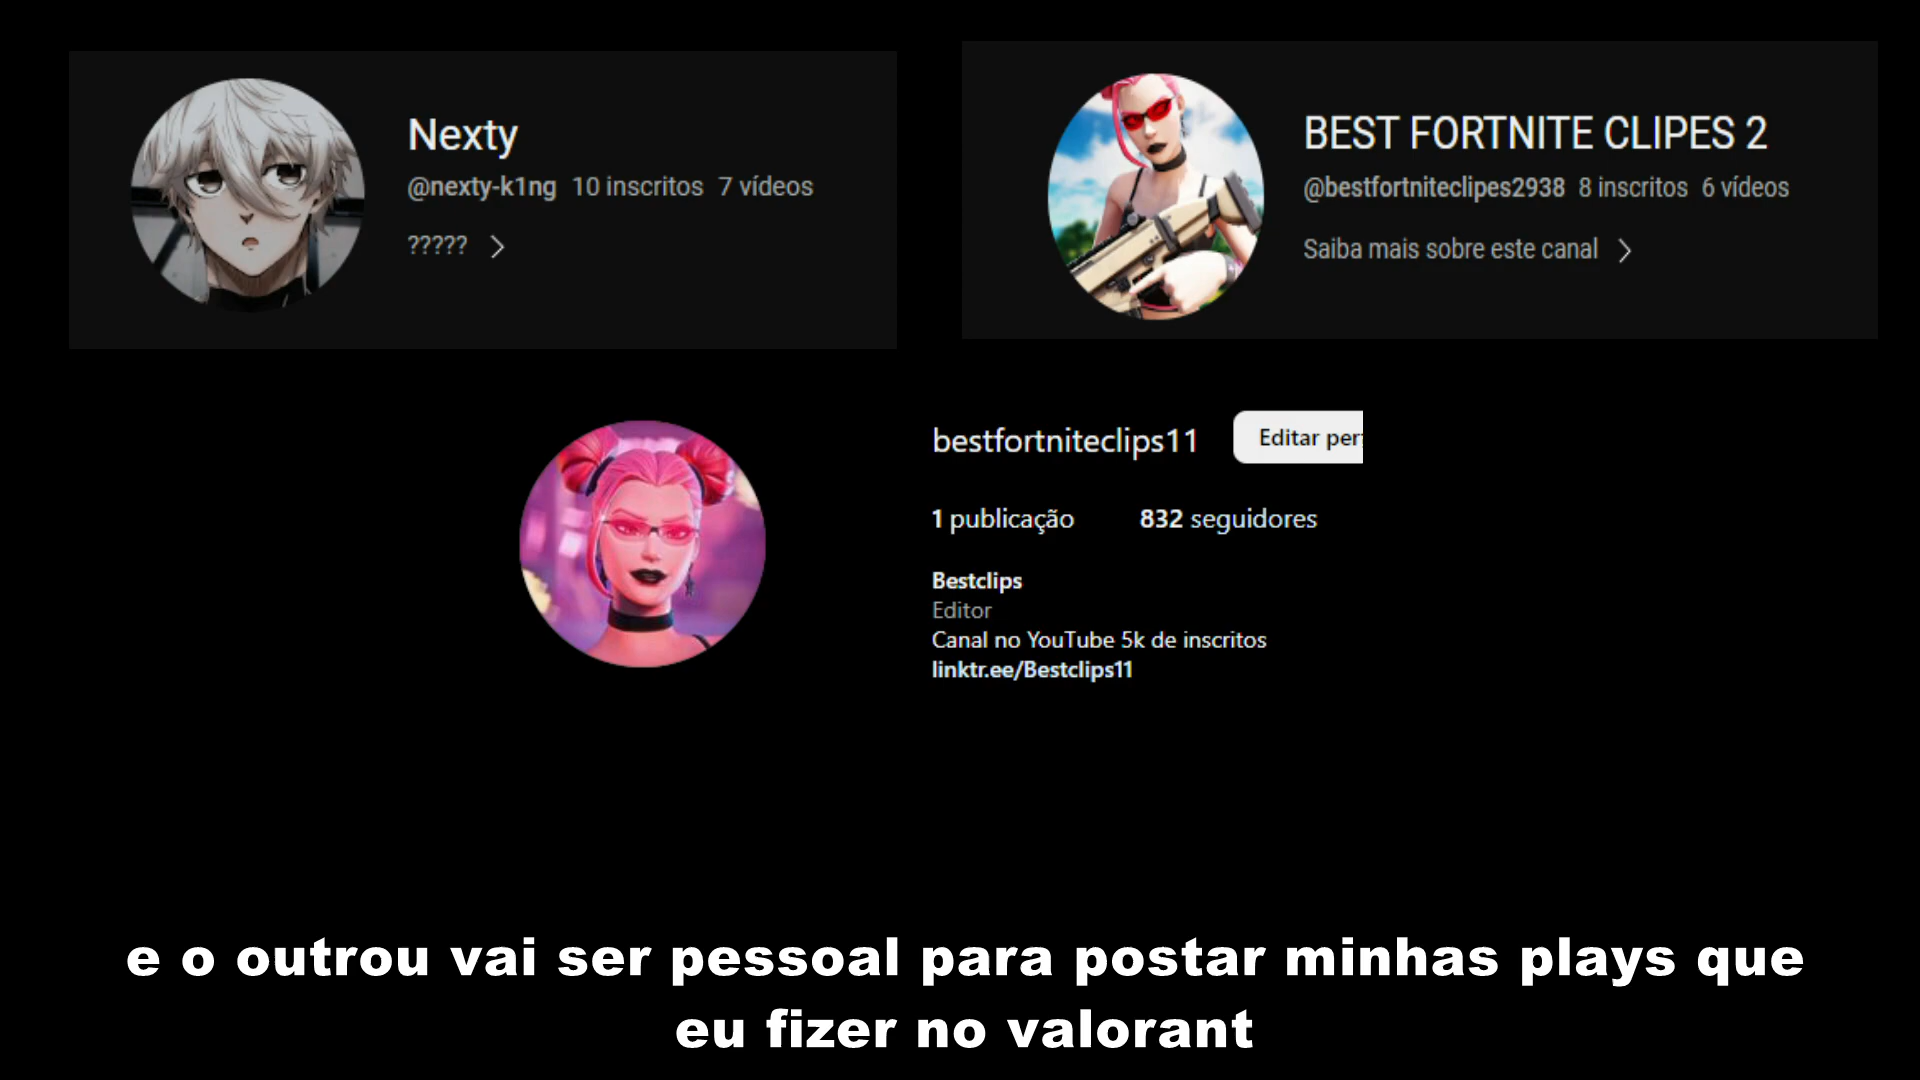 Nexty
@nexty-k1ng 10 inscritos 7 vídeos
?????
BEST FORTNITE CLIPES 2
@bestfortniteclipes2938 8 inscritos 6 vídeos
Saiba mais sobre este canal
bestfortniteclips11 Editar per
1 publicação 832 seguidores
Bestclips
Editor
Canal no YouTube 5k de inscritos
linktr.ee/Bestclips11
e o outrou vai ser pessoal para postar minhas plays que
eu fizer no valorant